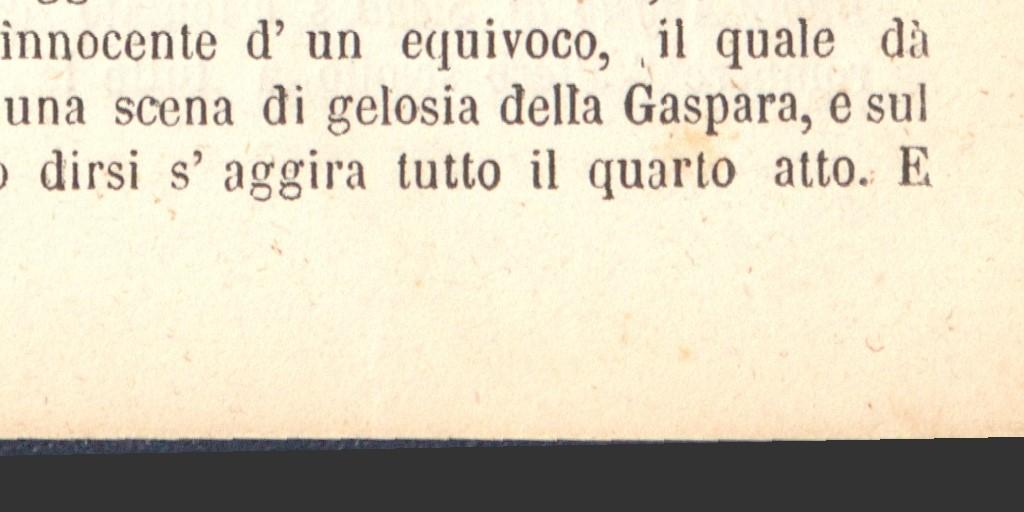 innocente d' un equivoco, il quale dà
una scena di gelosia della Gaspara, e sul
dirsi s' aggira tutto il quarto atto. E